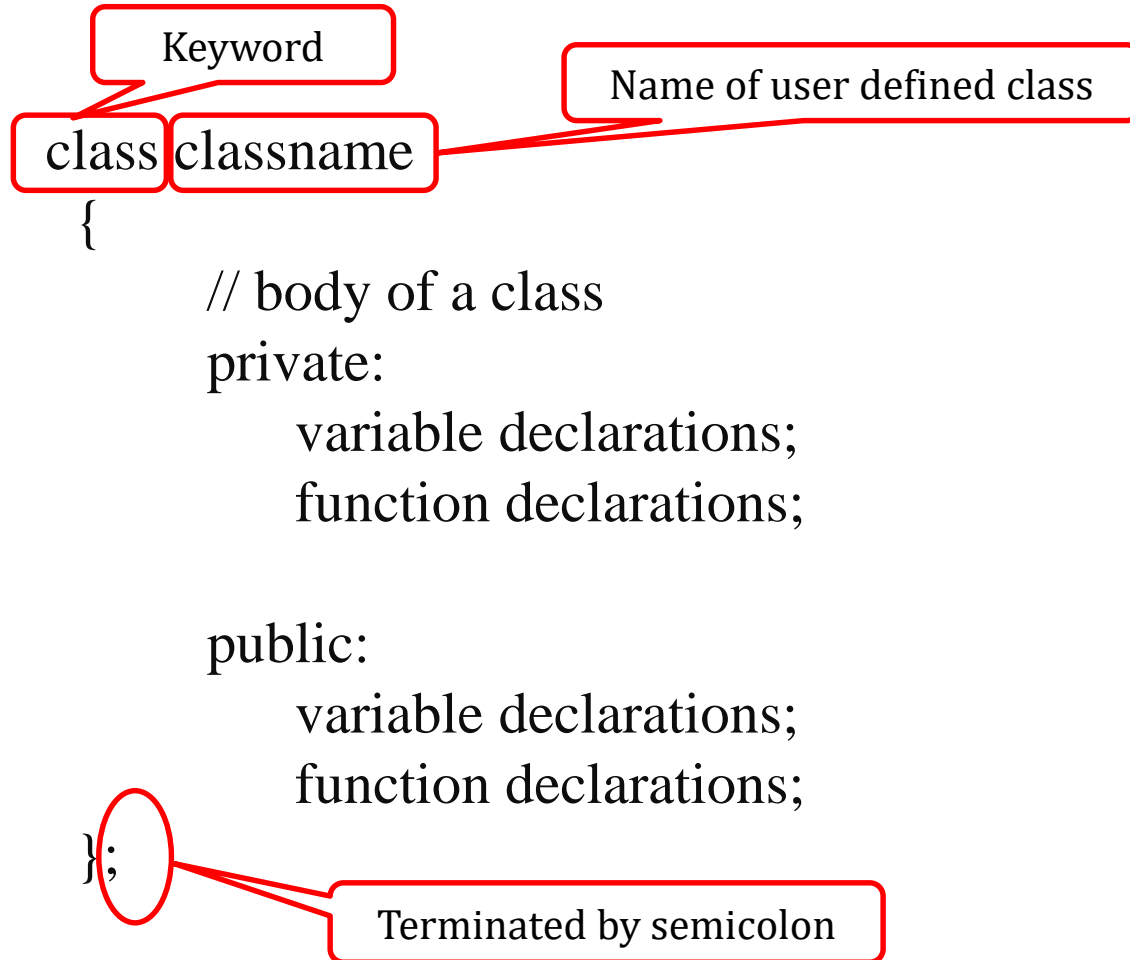 Keyword
Name of user defined class
class classname
{
// body of a class
private:
variable declarations;
function declarations;
public:
variable declarations;
function declarations;
};
Terminated by semicolon